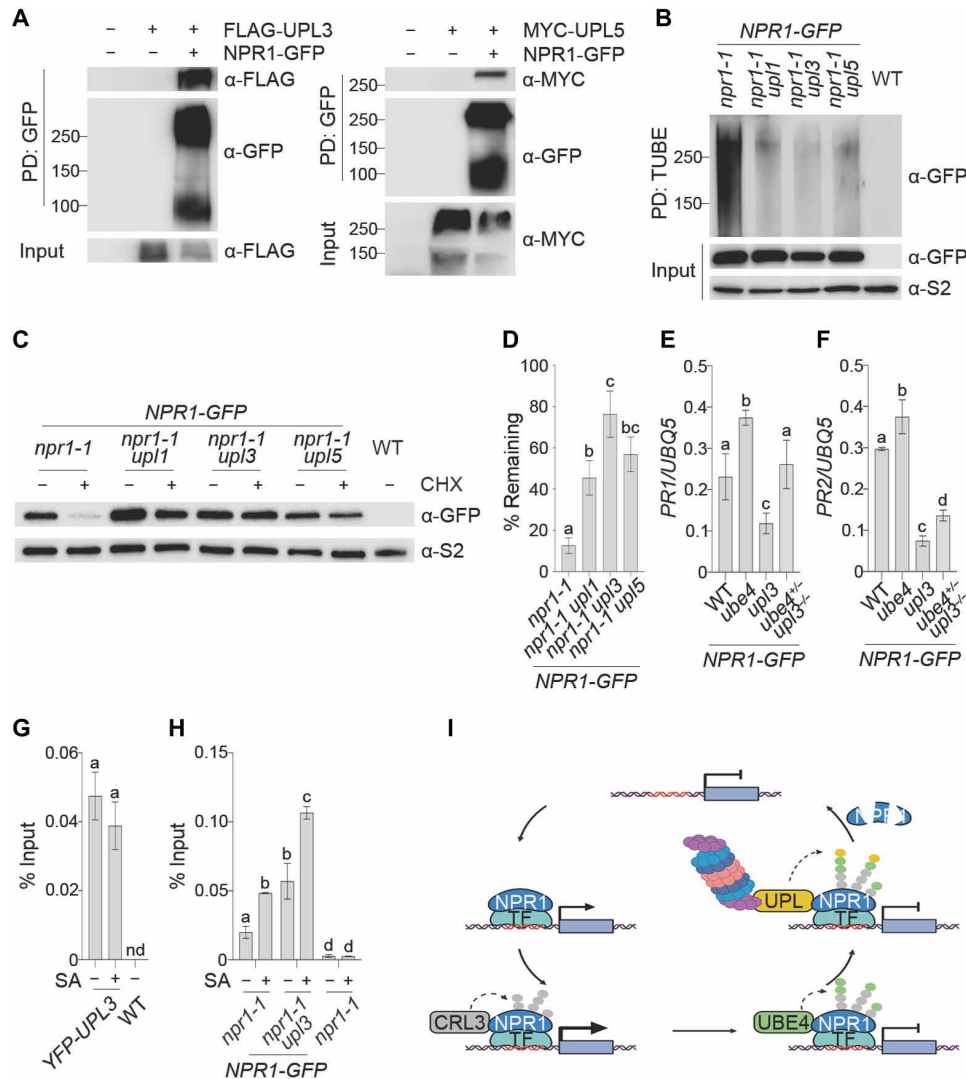 A
− + + FLAG-UPL3
− − + NPR1-GFP
PD: GFP
α-FLAG
250
150
100
α-GFP
Input
α-FLAG
− + + MYC-UPL5
− − + NPR1-GFP
PD: GFP
α-MYC
250
150
100
α-GFP
Input
250
150
α-MYC
B
NPR1-GFP
npr1-1
npr1-1 upl1
npr1-1 upl3
npr1-1 upl5
WT
PD: TUBE
250
150
α-GFP
Input
α-GFP
α-S2
C
NPR1-GFP
npr1-1
npr1-1 upl1
npr1-1 upl3
npr1-1 upl5
WT
− + − + − + − + − CHX
α-GFP
α-S2
D
% Remaining
100
80
60
40
20
0
a b c bc
npr1-1
npr1-1 upl1
npr1-1 upl3
npr1-1 upl5
NPR1-GFP
E
PR1/UBQ5
0.5
0.4
0.3
0.2
0.1
0
a b c a
WT
ube4
upl3
ube4+/- upl3-/-
NPR1-GFP
F
PR2/UBQ5
0.5
0.4
0.3
0.2
0.1
0
a b c d
WT
ube4
upl3
ube4+/- upl3-/-
NPR1-GFP
G
% Input
0.06
0.04
0.02
0.00
a a nd
SA − + −
YFP-UPL3
WT
H
% Input
0.15
0.10
0.05
0.00
a b b c d d
SA − + − + − +
npr1-1
npr1-1 upl3
npr1-1
NPR1-GFP
I
NPR1
NPR1
TF
UPL
NPR1
TF
CRL3
NPR1
TF
UBE4
NPR1
TF